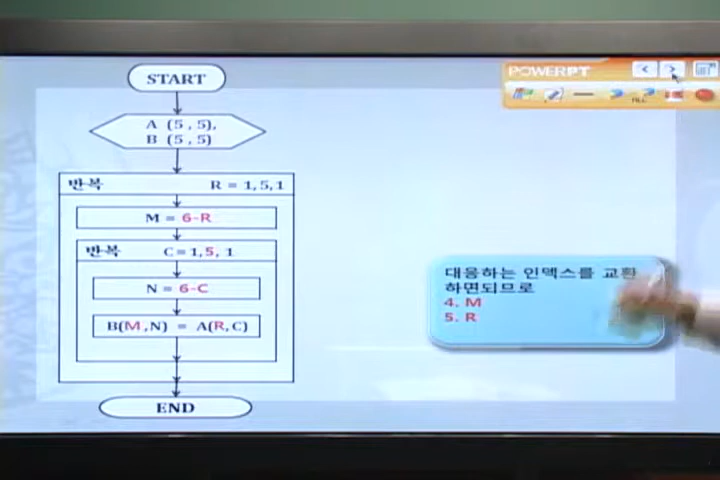 POWERPT
START
A (5 , 5),
B (5 , 5)
반복 R = 1,5,1
M = 6-R
반복 C=1,5, 1
N = 6-C
B(M,N) = A(R,C)
END
대응하는 인덱스를 교환
하면되므로
4. M
5. R